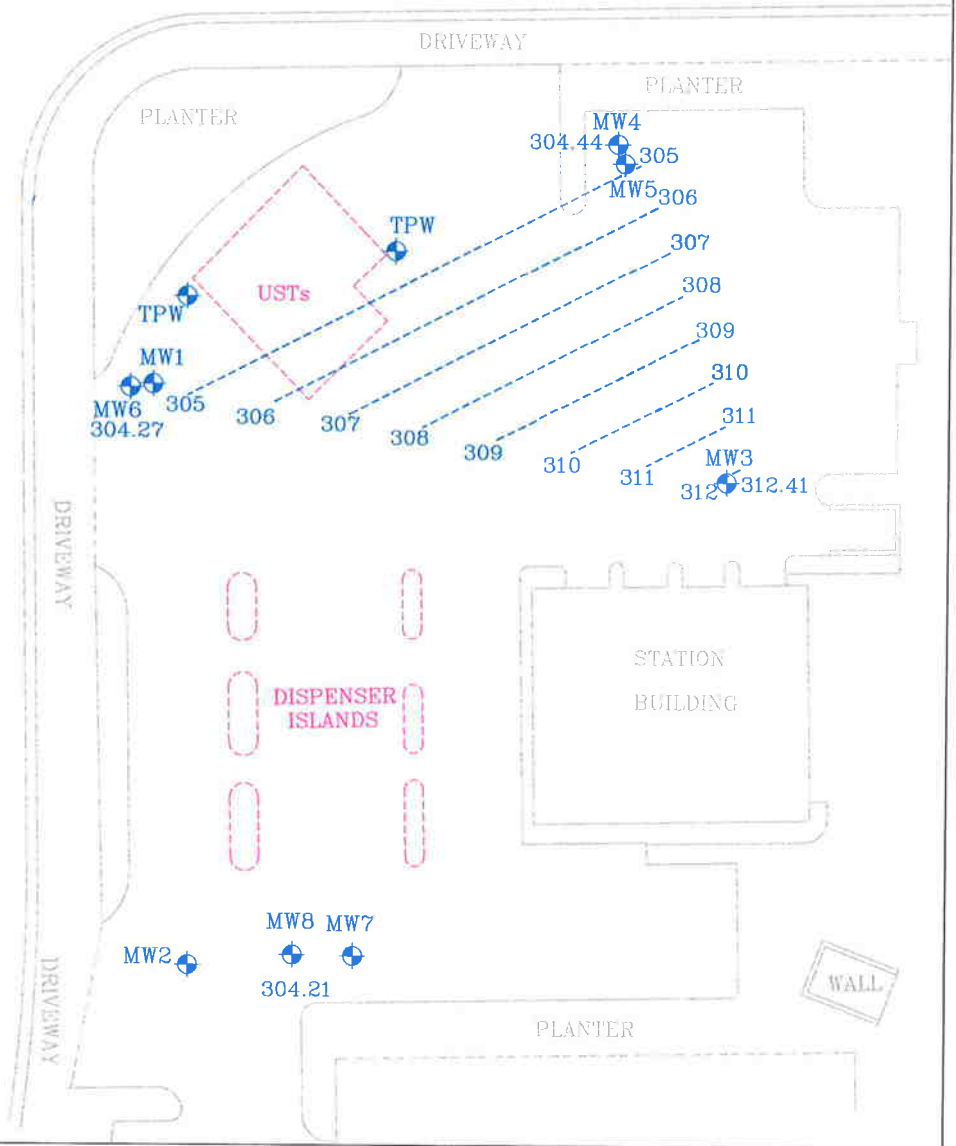 DRIVEWAY
PLANTER
PLANTER
MW4
304.44
305
MW5
306
TPW
307
USTs
308
TPW
309
MW1
310
305
MW6
306
304.27
307
308
311
309
MW3
310
311
312
312.41
DRIVEWAY
STATION
BUILDING
DISPENSER
ISLANDS
MW8
MW7
MW2
304.21
DRIVEWAY
WALL
PLANTER